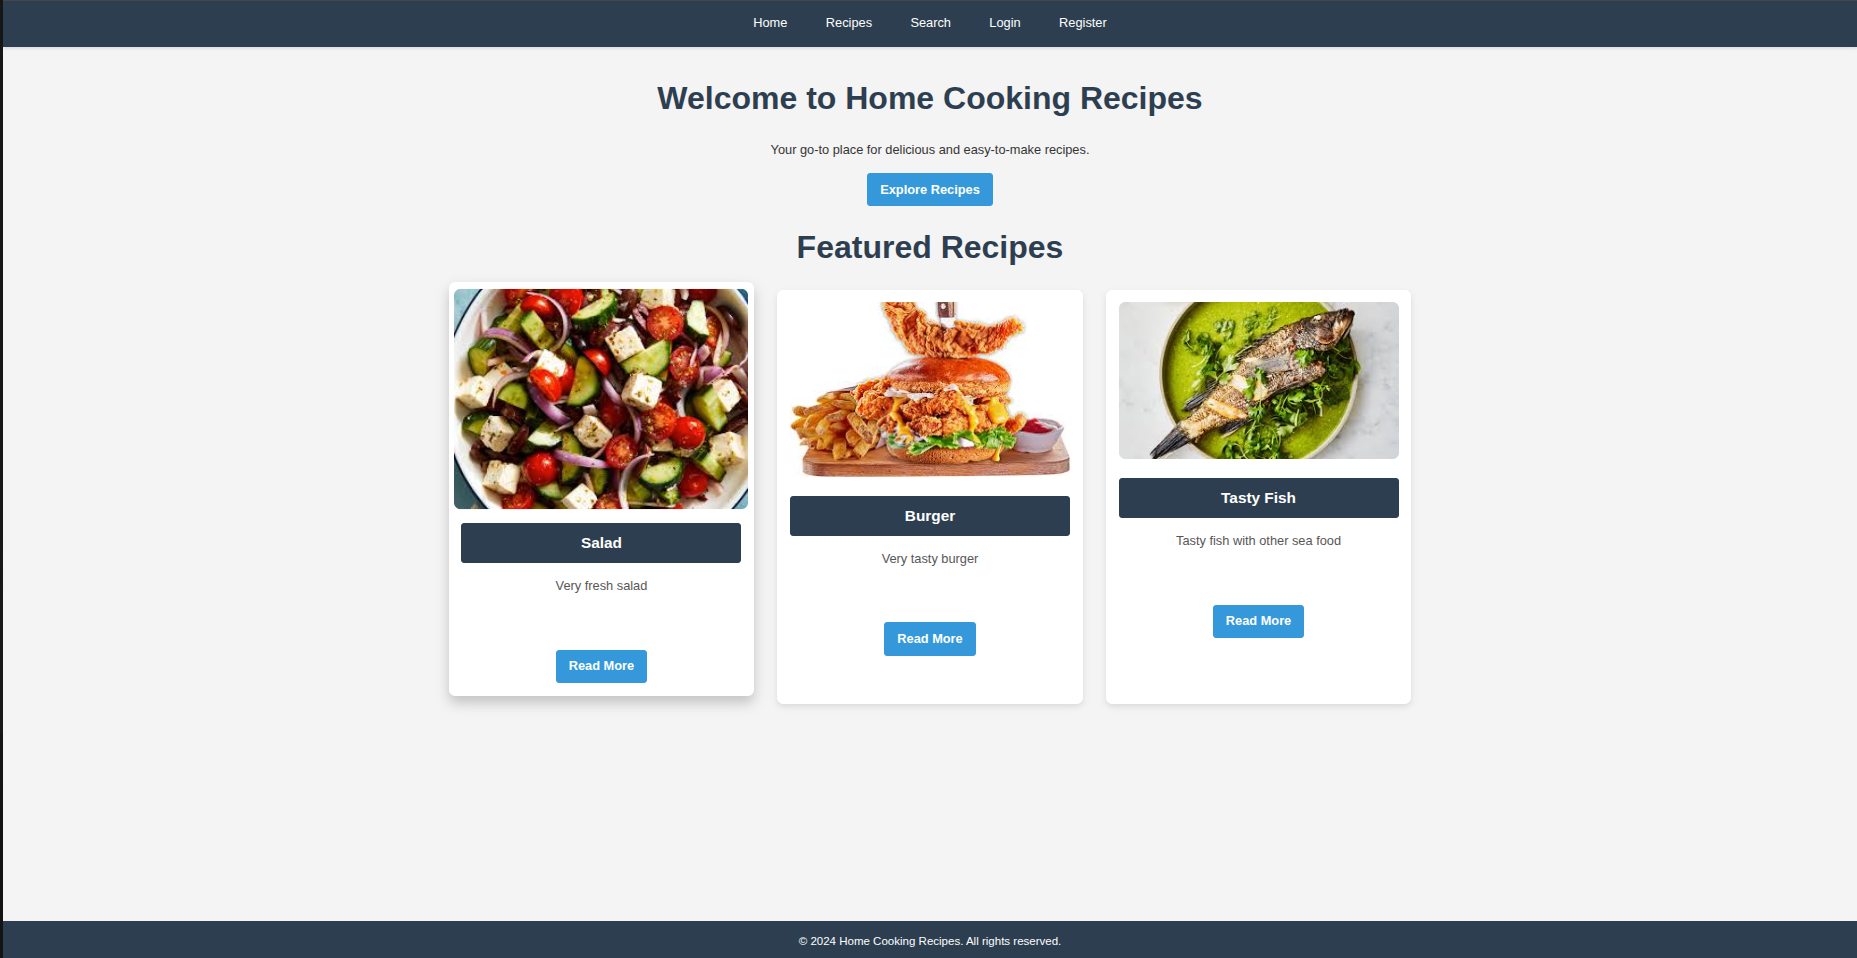 Home Recipes Search Login Register
Welcome to Home Cooking Recipes
Your go-to place for delicious and easy-to-make recipes.
Explore Recipes
Featured Recipes
Salad
Very fresh salad
Read More
Burger
Very tasty burger
Read More
Tasty Fish
Tasty fish with other sea food
Read More
© 2024 Home Cooking Recipes. All rights reserved.